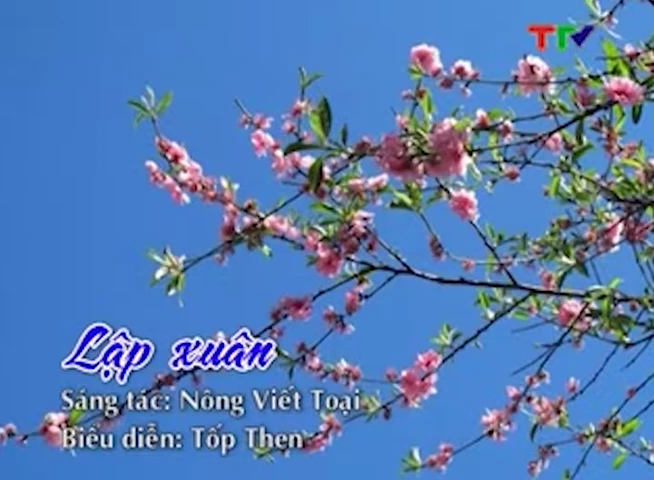 TTV
Lập xuân
Sáng tác: Nông Viết Toại
Biểu diễn: Tốp Then